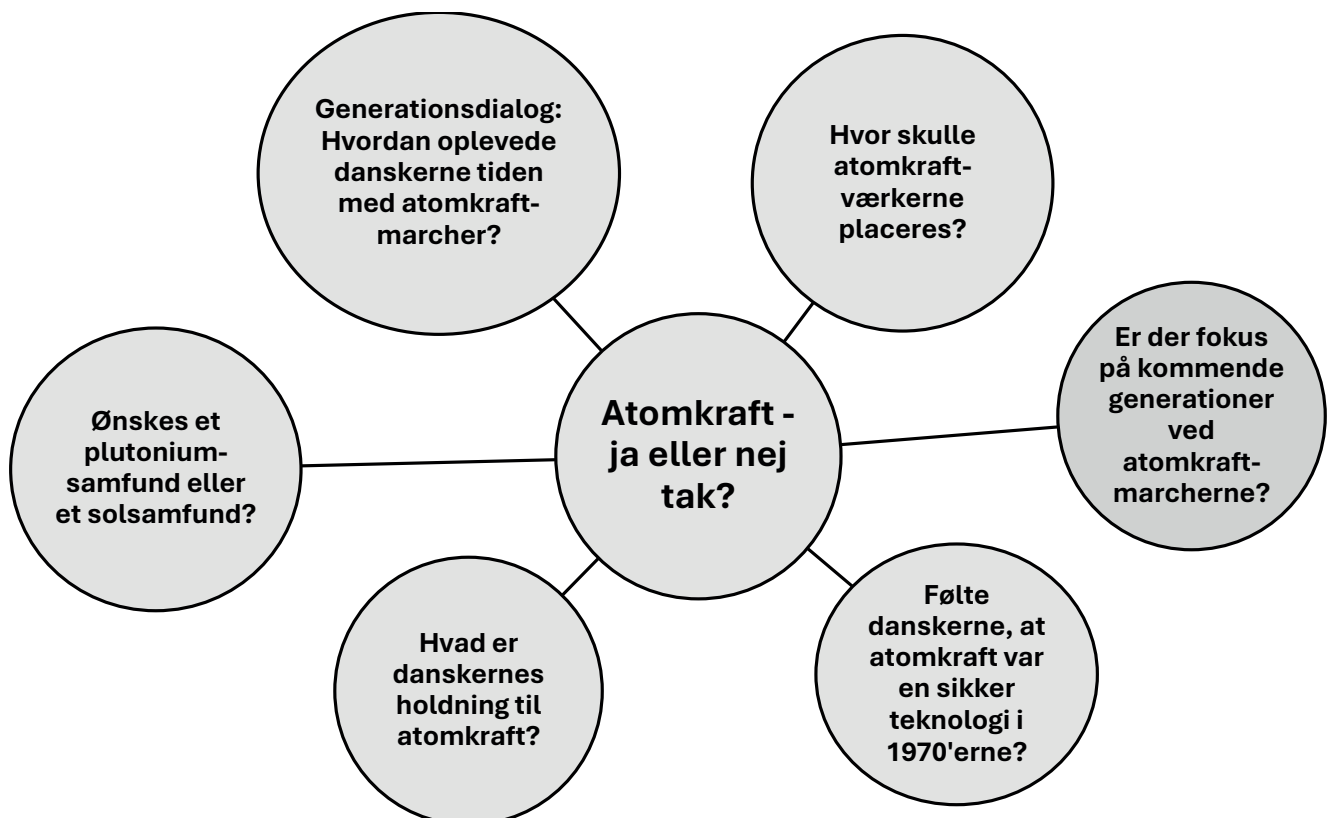 Generationsdialog:
Hvordan oplevede
danskerne tiden
med atomkraft-
marcher?
Hvor skulle
atomkraft-
værkerne
placeres?
Er der fokus
på kommende
generationer
ved
atomkraft-
marcherne?
Atomkraft -
ja eller nej
tak?
Ønskes et
plutonium-
samfund eller
et solsamfund?
Hvad er
danskernes
holdning til
atomkraft?
Følte
danskerne, at
atomkraft var
en sikker
teknologi i
1970'erne?